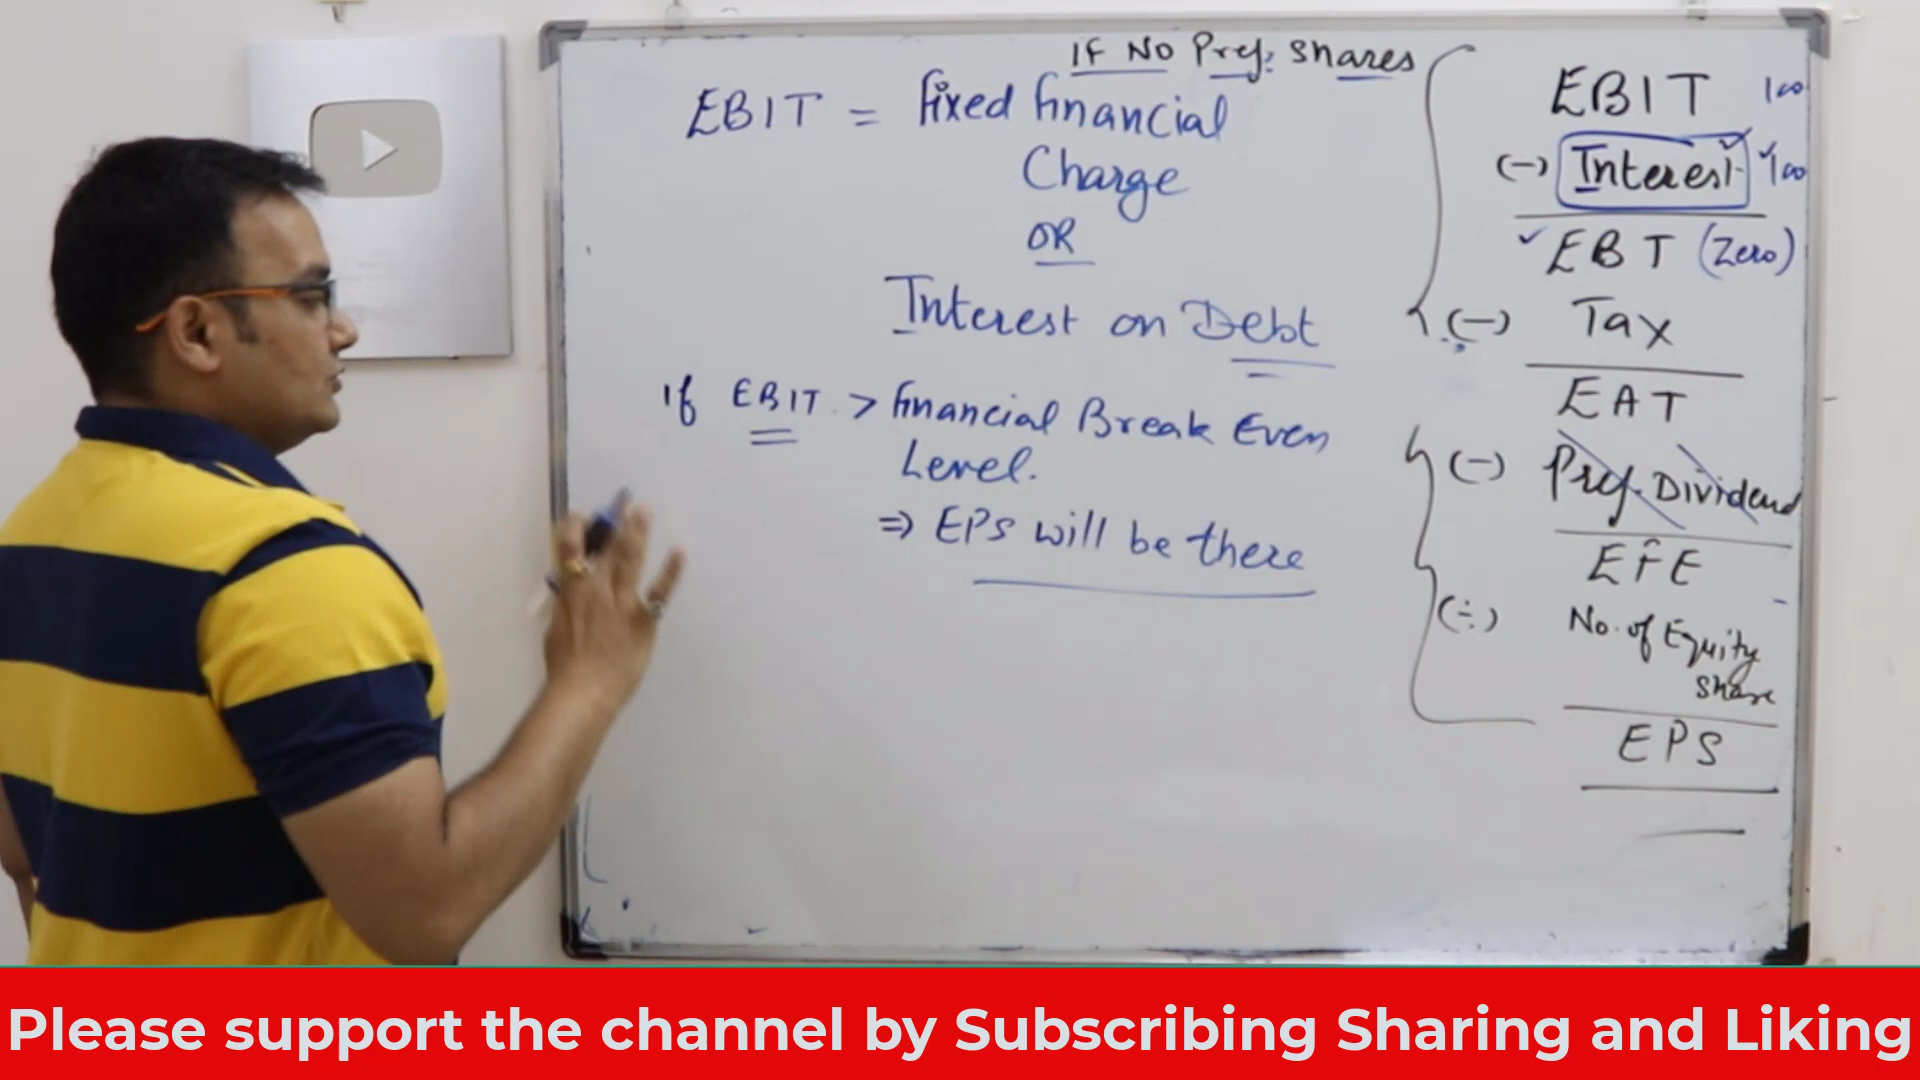 IF No Pref. Shares
EBIT = fixed financial
Charge
OR
Interest on Debt
If EBIT > financial Break Even
Level.
⇒ EPS will be there
EBIT 100
(-) Interest 100
EBT (Zero)
(-) Tax
EAT
(-) Pref. Dividend
EFE
(÷) No. of Equity
Share
EPS
Please support the channel by Subscribing Sharing and Liking